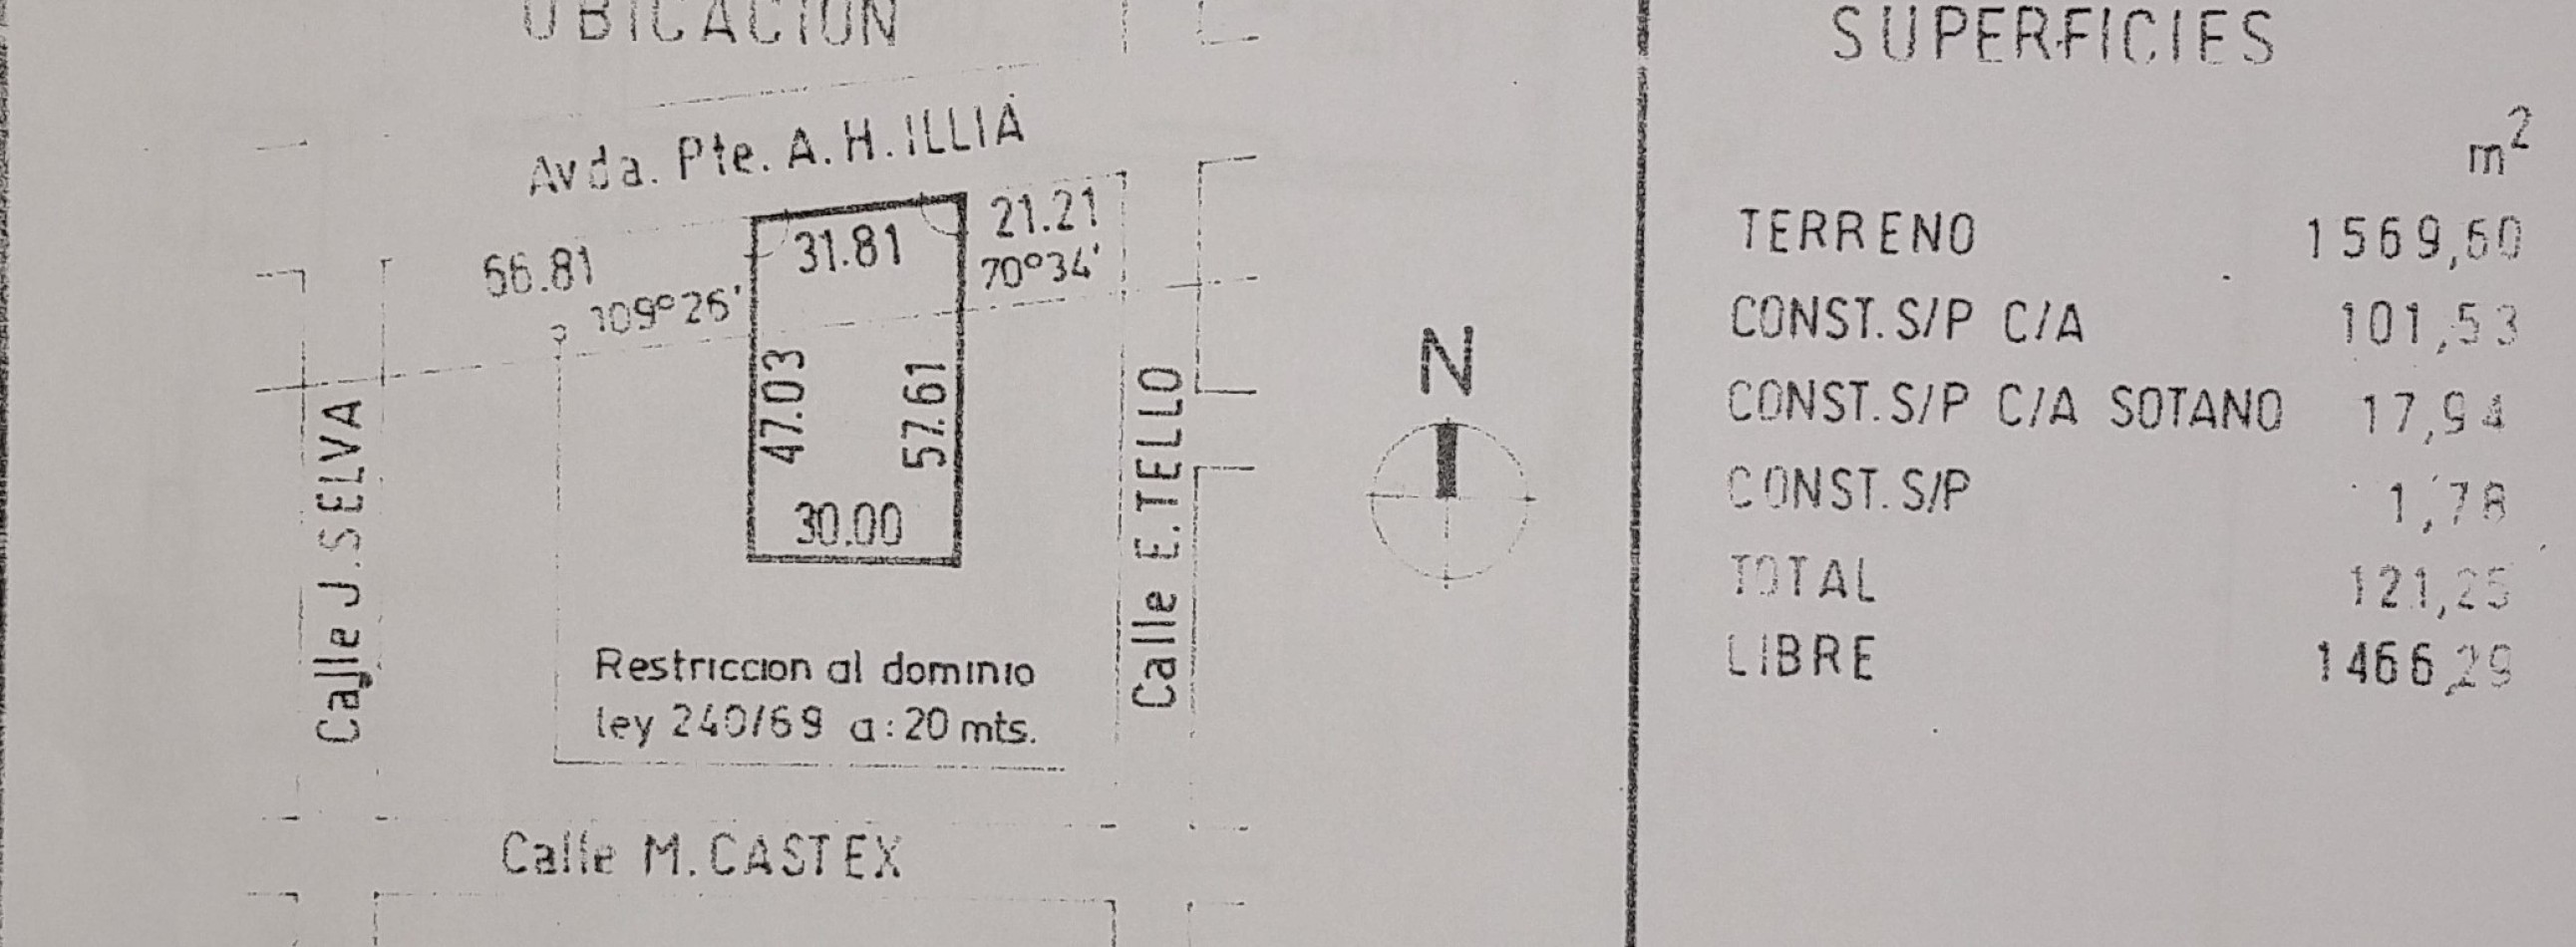 UBICACION
Avda. Pte. A. H. ILLIA
66.81
109°26'
31.81
21.21
70°34'
47.03
57.61
30.00
Calle J. SELVA
Calle E. TELLO
Restriccion al dominio
ley 240/69 a: 20 mts.
Calle M. CASTEX
N
SUPERFICIES
m²
TERRENO 1569,60
CONST. S/P C/A 101,53
CONST. S/P C/A SOTANO 17,94
CONST. S/P 1,78
TOTAL 121,25
LIBRE 1466,29